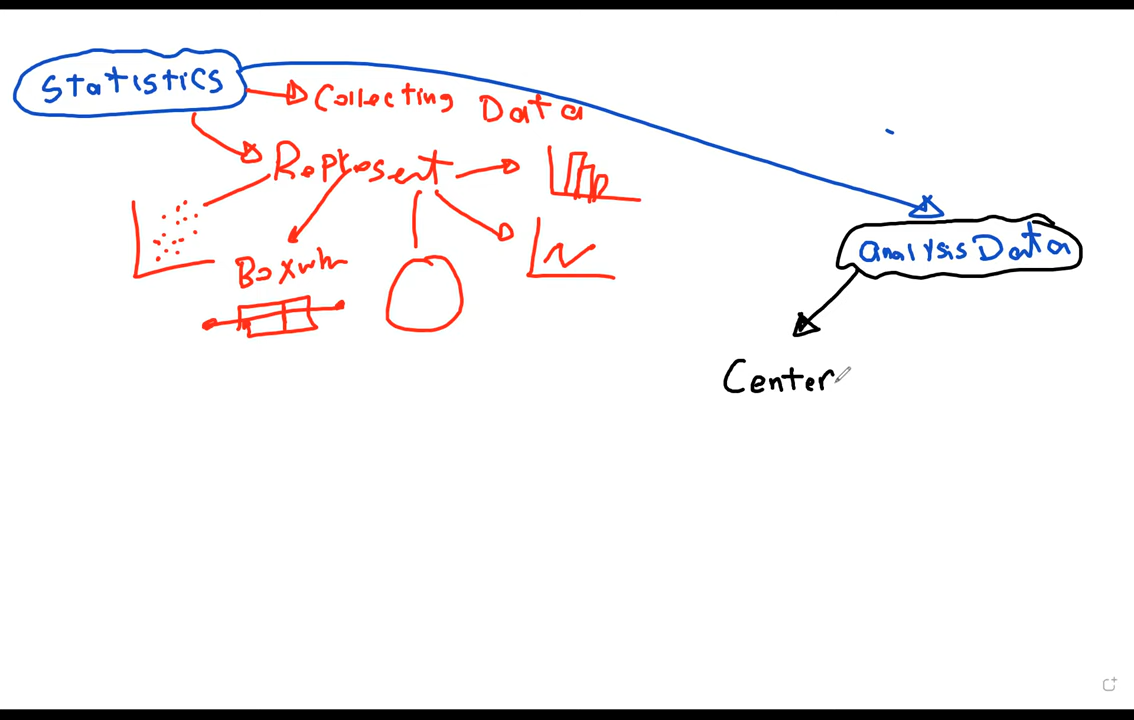 Statistics
Collecting Data
Represent
Boxwh
analysis Data
Center